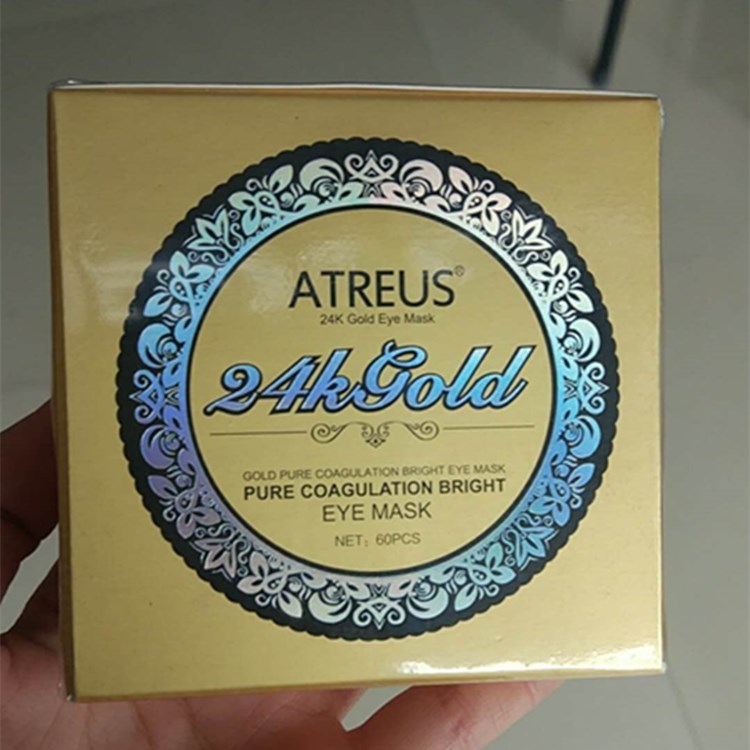 ATREUS®
24K Gold Eye Mask
24kGold
GOLD PURE COAGULATION BRIGHT EYE MASK
PURE COAGULATION BRIGHT
EYE MASK
NET：60PCS